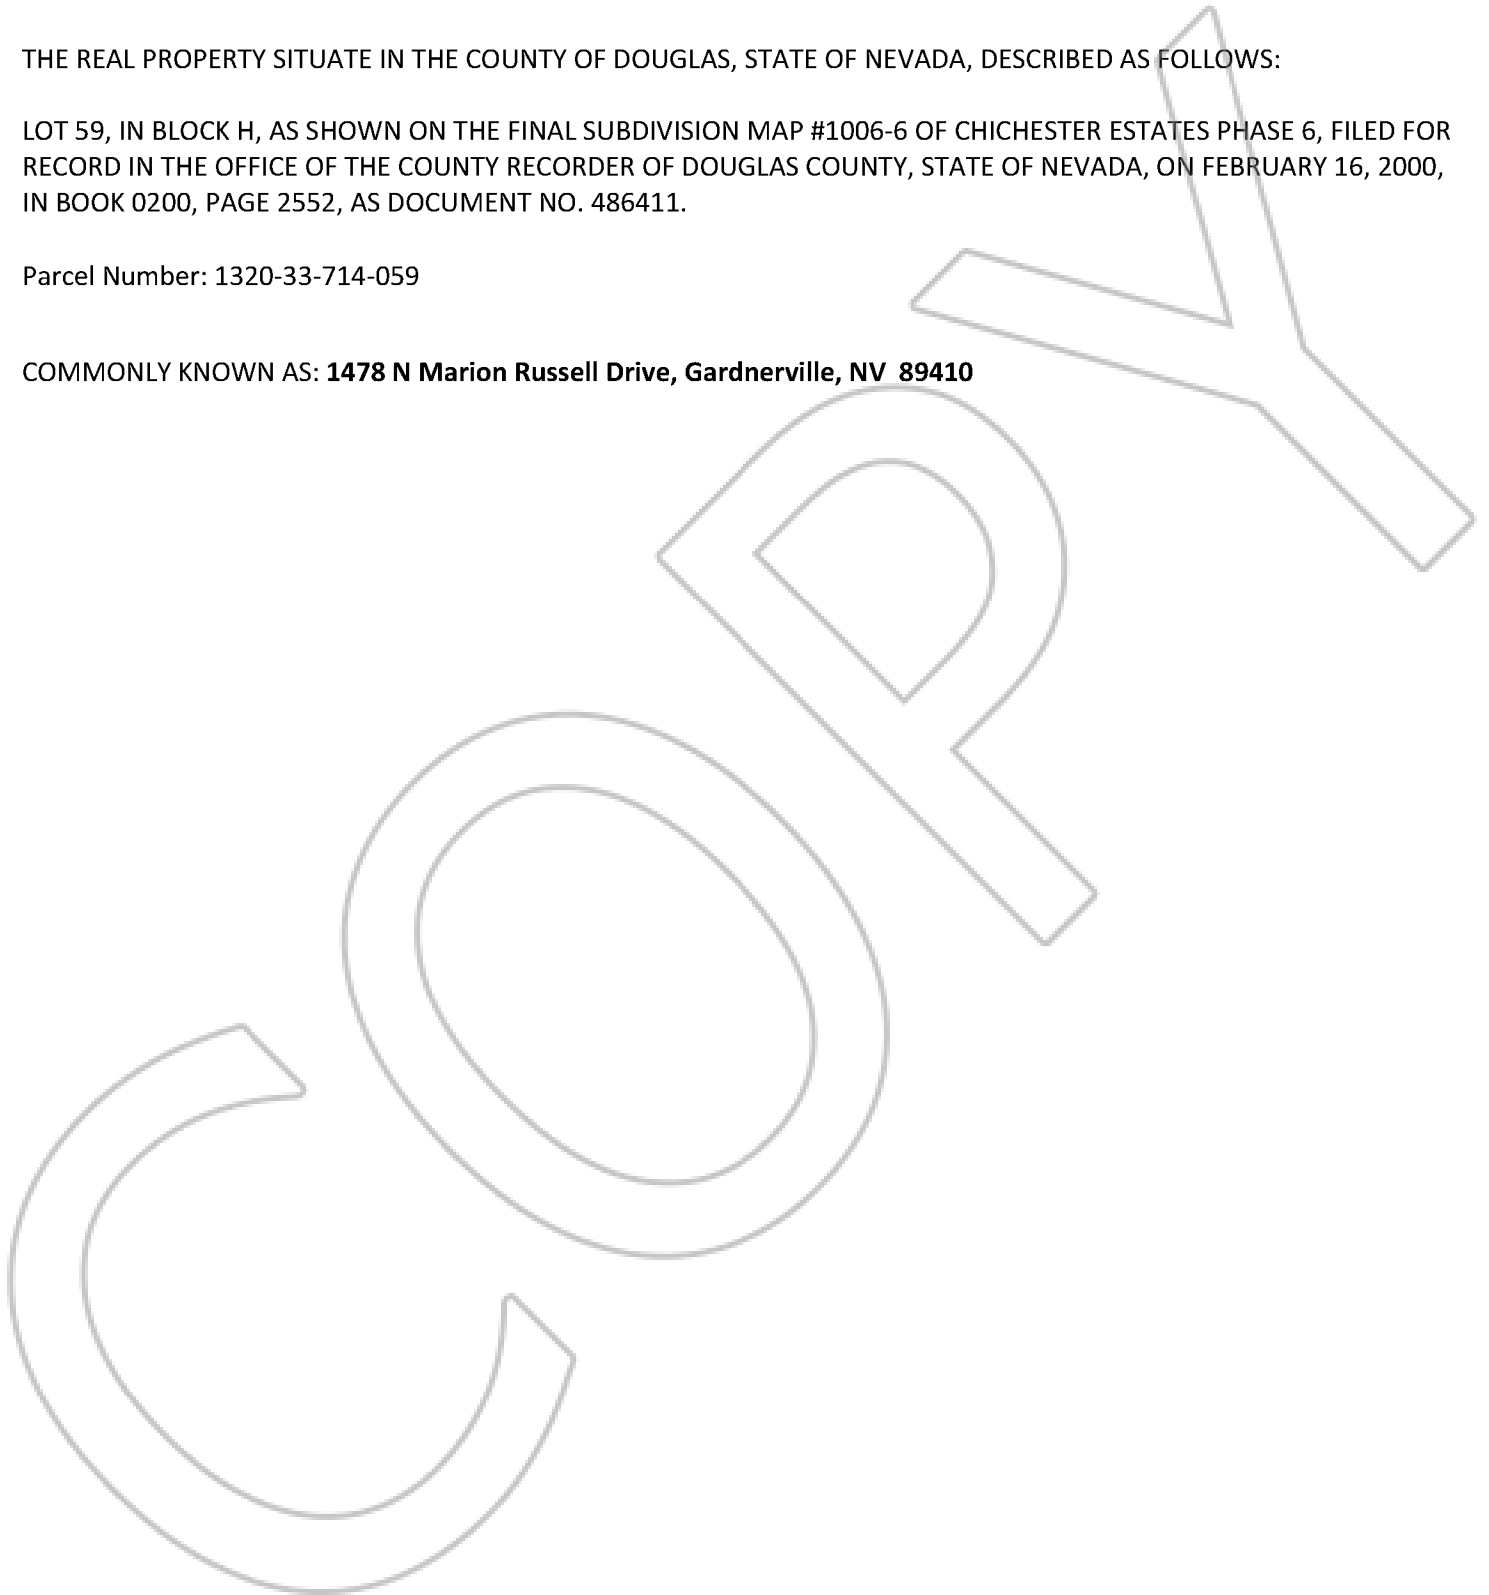 THE REAL PROPERTY SITUATE IN THE COUNTY OF DOUGLAS, STATE OF NEVADA, DESCRIBED AS FOLLOWS:
LOT 59, IN BLOCK H, AS SHOWN ON THE FINAL SUBDIVISION MAP #1006-6 OF CHICHESTER ESTATES PHASE 6, FILED FOR
RECORD IN THE OFFICE OF THE COUNTY RECORDER OF DOUGLAS COUNTY, STATE OF NEVADA, ON FEBRUARY 16, 2000,
IN BOOK 0200, PAGE 2552, AS DOCUMENT NO. 486411.
Parcel Number: 1320-33-714-059
COMMONLY KNOWN AS: 1478 N Marion Russell Drive, Gardnerville, NV  89410
COPY